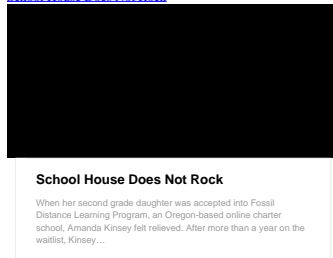 School House Does Not Rock
When her second grade daughter was accepted into Fossil
Distance Learning Program, an Oregon-based online charter
school, Amanda Kinsey felt relieved. After more than a year on the
waitlist, Kinsey…